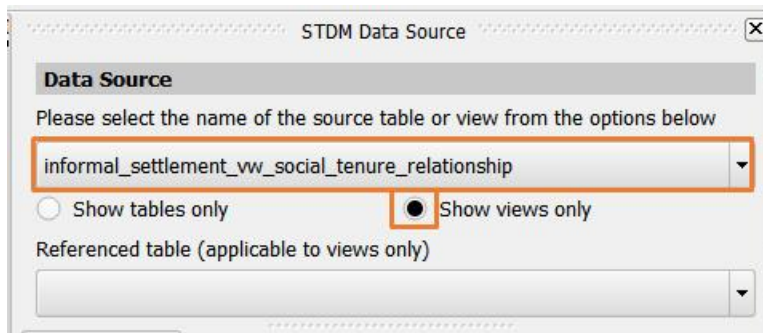 STDM Data Source
Data Source
Please select the name of the source table or view from the options below
informal_settlement_vw_social_tenure_relationship
Show tables only Show views only
Referenced table (applicable to views only)